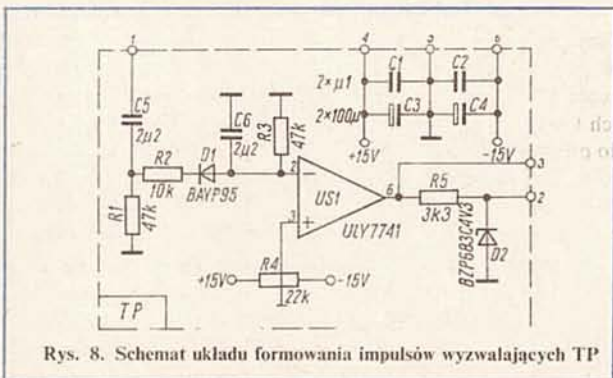 1
4
5
6
C5
2µ2
C6
2µ2
R3
47k
2×µ1
C1
C2
2×100µ
C3
C4
+15V
-15V
R2
10k
D1
BAYP95
R1
47k
2
−
3
+
US1
6
ULY7741
R5
3k3
3
2
BZP683C4V3
D2
+15V
R4
-15V
22k
TP
Rys. 8. Schemat układu formowania impulsów wyzwalających TP